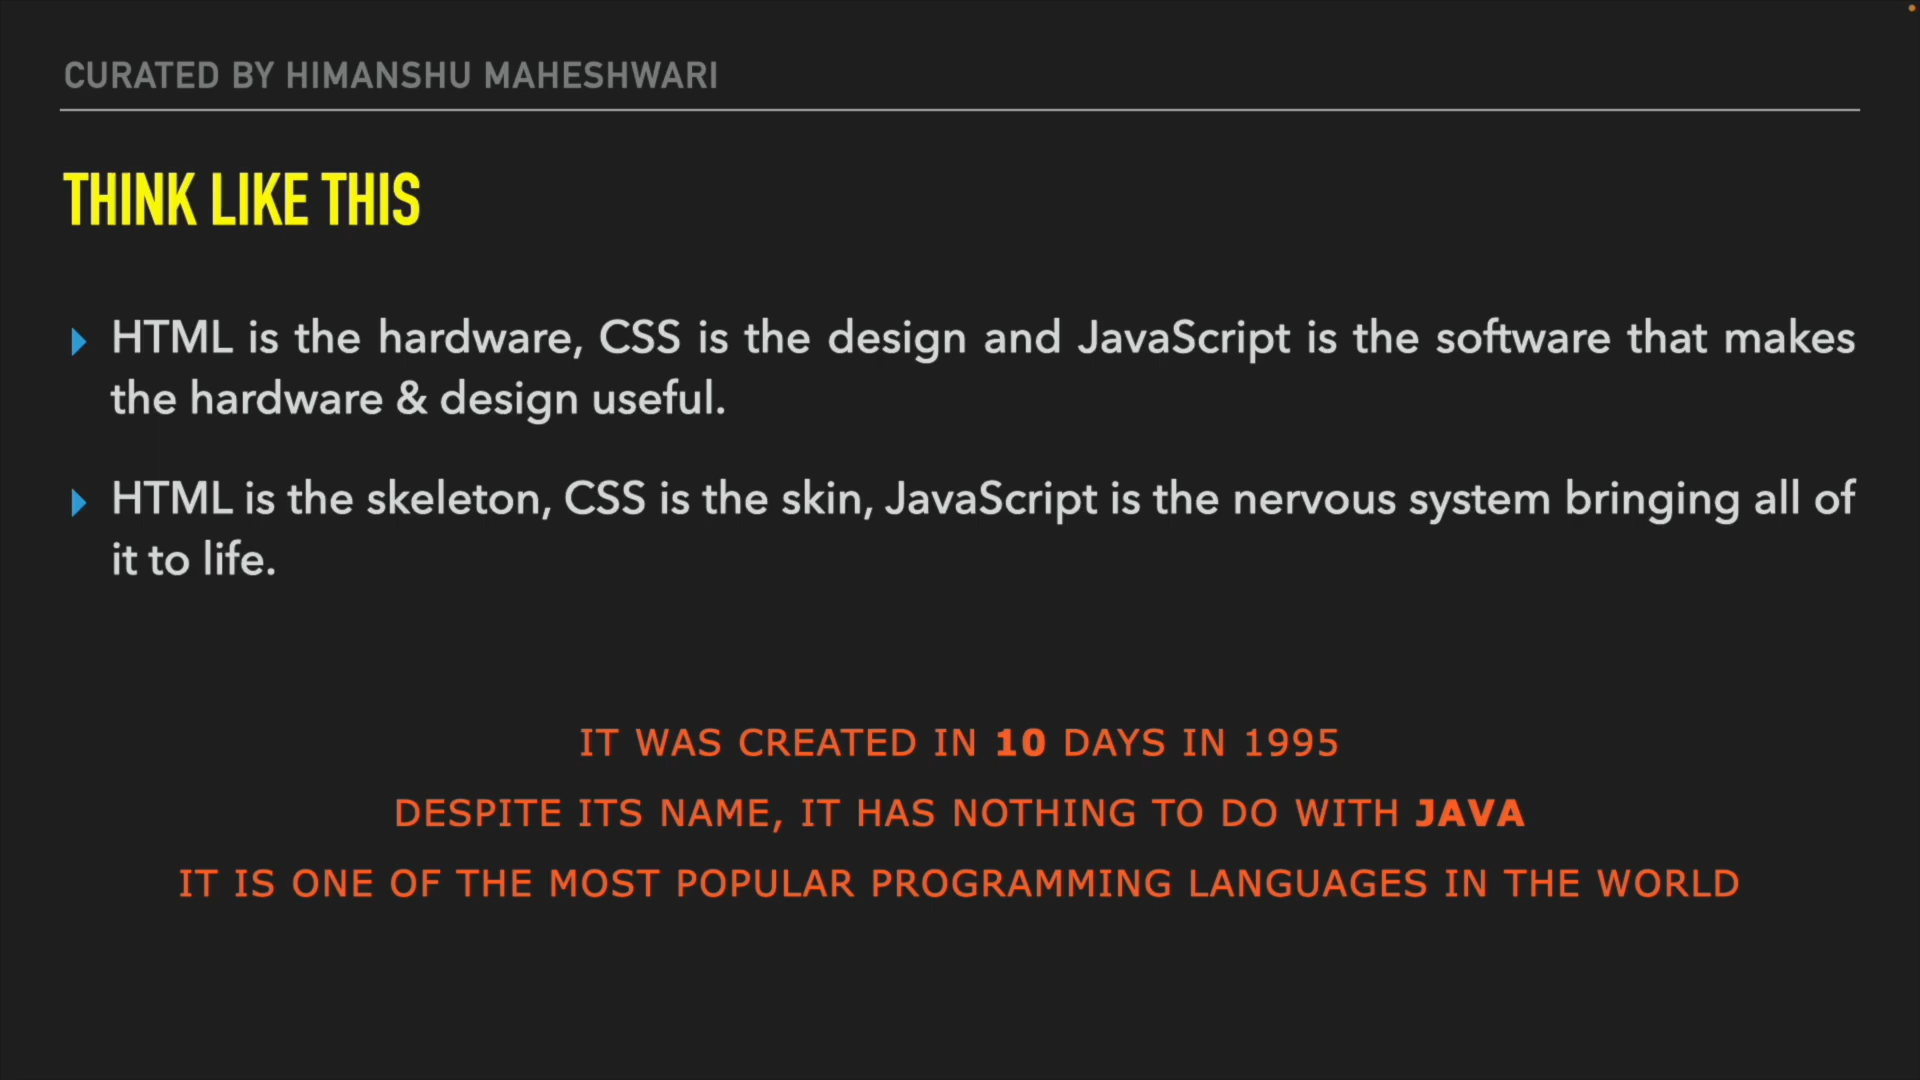 CURATED BY HIMANSHU MAHESHWARI
THINK LIKE THIS
HTML is the hardware, CSS is the design and JavaScript is the software that makes
the hardware & design useful.
HTML is the skeleton, CSS is the skin, JavaScript is the nervous system bringing all of
it to life.
IT WAS CREATED IN 10 DAYS IN 1995
DESPITE ITS NAME, IT HAS NOTHING TO DO WITH JAVA
IT IS ONE OF THE MOST POPULAR PROGRAMMING LANGUAGES IN THE WORLD